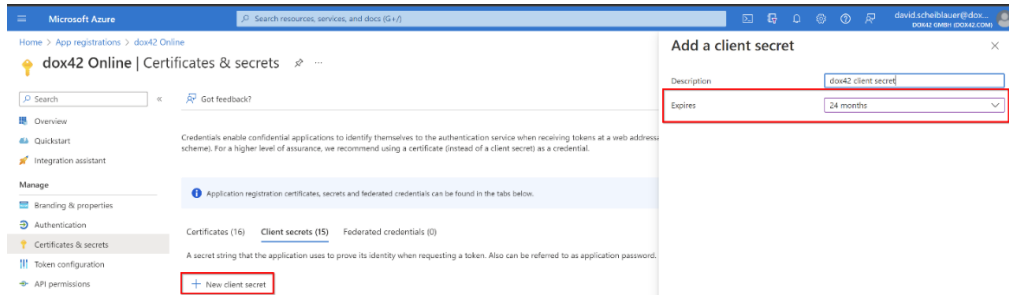 Microsoft Azure
Search resources, services, and docs (G+/)
david.scheiblauer@dox...
DOX42 GMBH (DOX42.COM)
Home > App registrations > dox42 Online
dox42 Online | Certificates & secrets
Search
Got feedback?
Overview
Quickstart
Integration assistant
Manage
Branding & properties
Authentication
Certificates & secrets
Token configuration
API permissions
Credentials enable confidential applications to identify themselves to the authentication service when receiving tokens at a web addressa
scheme). For a higher level of assurance, we recommend using a certificate (instead of a client secret) as a credential.
Application registration certificates, secrets and federated credentials can be found in the tabs below.
Certificates (16) Client secrets (15) Federated credentials (0)
A secret string that the application uses to prove its identity when requesting a token. Also can be referred to as application password.
+ New client secret
Add a client secret
Description
dox42 client secret
Expires
24 months